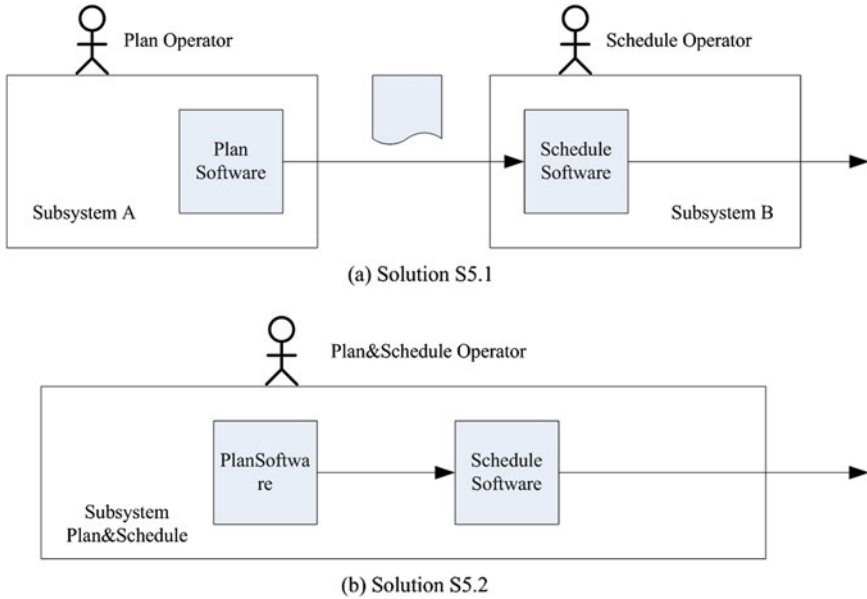 Plan Operator
Schedule Operator
Plan
Software
Schedule
Software
Subsystem A
Subsystem B
(a) Solution S5.1
Plan&Schedule Operator
PlanSoftwa
re
Schedule
Software
Subsystem
Plan&Schedule
(b) Solution S5.2